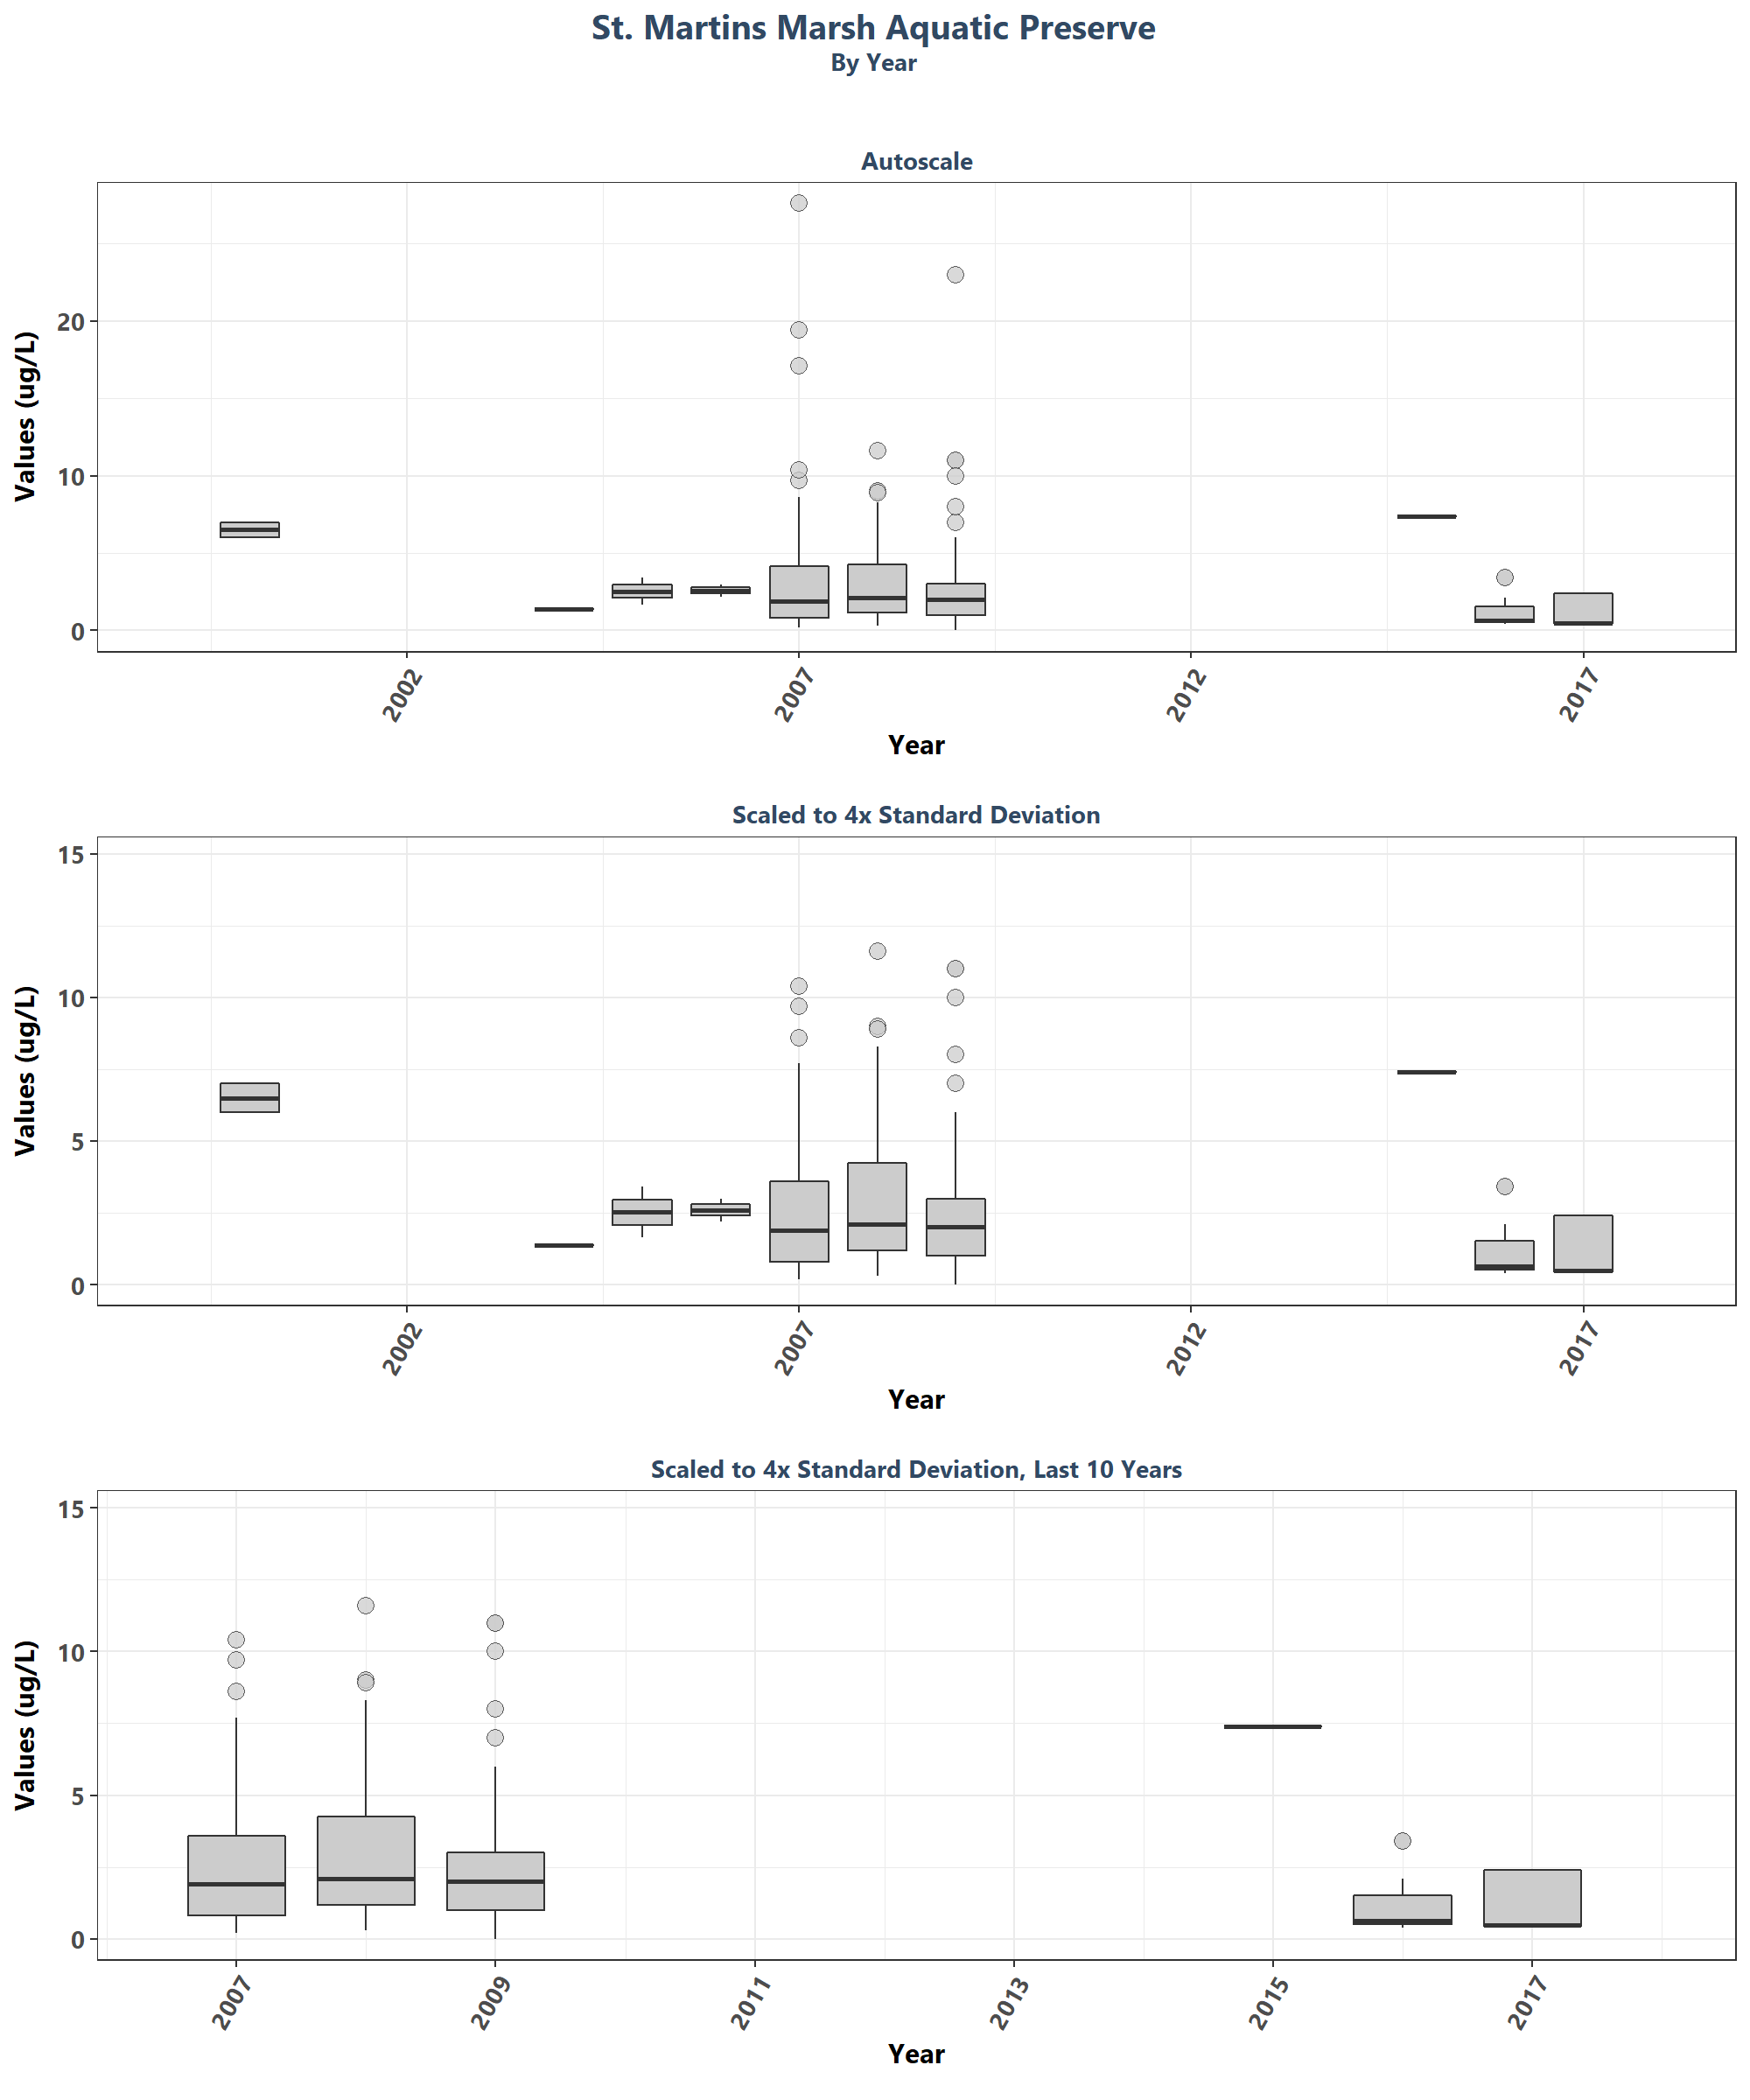 St. Martins Marsh Aquatic Preserve
By Year
Autoscale
Values (ug/L)
20
10
0
2002
2007
2012
2017
Year
Scaled to 4x Standard Deviation
Values (ug/L)
15
10
5
0
2002
2007
2012
2017
Year
Scaled to 4x Standard Deviation, Last 10 Years
Values (ug/L)
15
10
5
0
2007
2009
2011
2013
2015
2017
Year